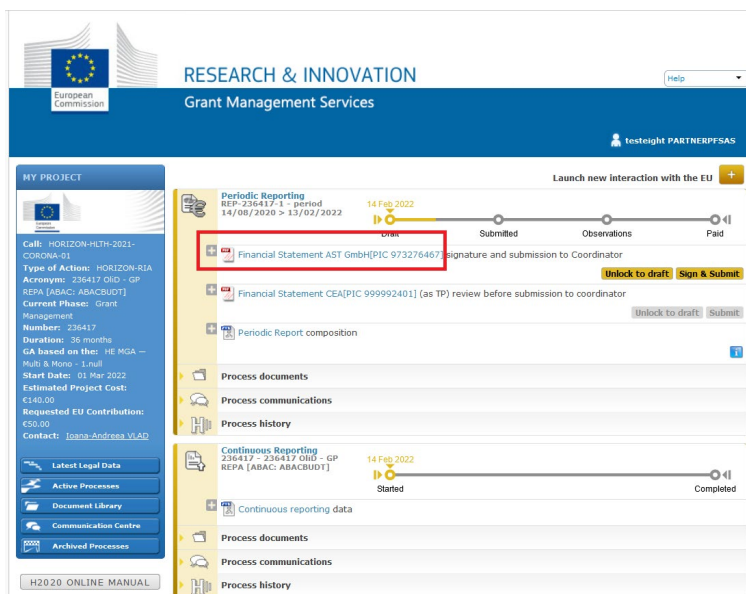 European
Commission
RESEARCH & INNOVATION
Grant Management Services
Help
testeight PARTNERPFSAS
MY PROJECT
Call: HORIZON-HLTH-2021-
CORONA-01
Type of Action: HORIZON-RIA
Acronym: 236417 OliD - GP
REPA [ABAC: ABACBUDT]
Current Phase: Grant
Management
Number: 236417
Duration: 36 months
GA based on the: HE MGA —
Multi & Mono - 1.null
Start Date: 01 Mar 2022
Estimated Project Cost:
€140.00
Requested EU Contribution:
€50.00
Contact: Ioana-Andreea VLAD
Latest Legal Data
Active Processes
Document Library
Communication Centre
Archived Processes
H2020 ONLINE MANUAL
Launch new interaction with the EU +
Periodic Reporting
REP-236417-1 - period
14/08/2020 > 13/02/2022
14 Feb 2022
Draft Submitted Observations Paid
Financial Statement AST GmbH[PIC 973276467] signature and submission to Coordinator
Unlock to draft Sign & Submit
Financial Statement CEA[PIC 999992401] (as TP) review before submission to coordinator
Unlock to draft Submit
Periodic Report composition
Process documents
Process communications
Process history
Continuous Reporting
236417 - 236417 OliD - GP
REPA [ABAC: ABACBUDT]
14 Feb 2022
Started Completed
Continuous reporting data
Process documents
Process communications
Process history